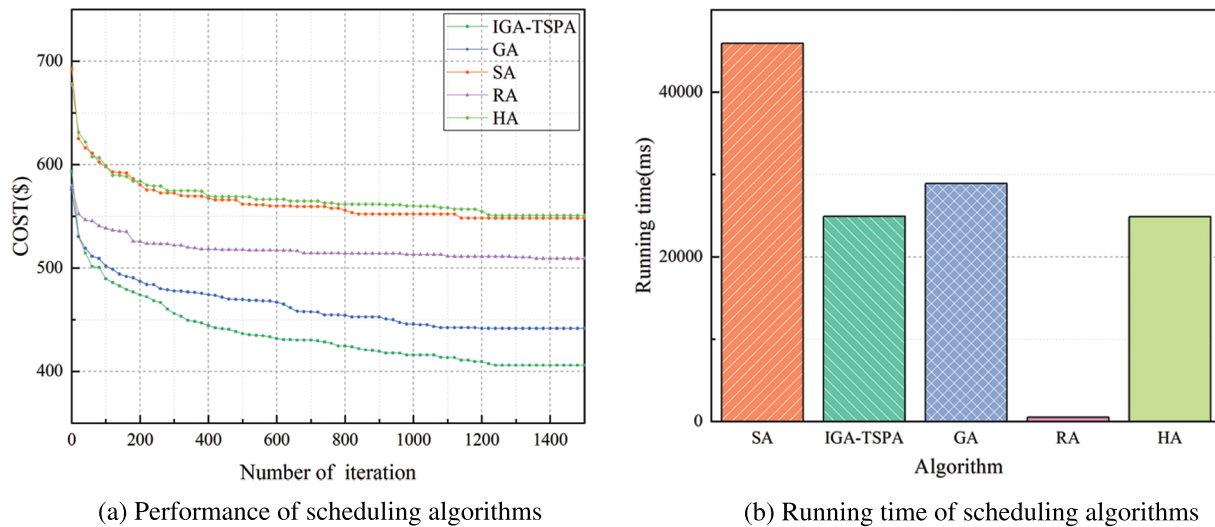 IGA-TSPA
GA
SA
RA
HA
700
600
500
400
COST($)
0 200 400 600 800 1000 1200 1400
Number of iteration
(a) Performance of scheduling algorithms
40000
20000
0
Running time(ms)
SA IGA-TSPA GA RA HA
Algorithm
(b) Running time of scheduling algorithms